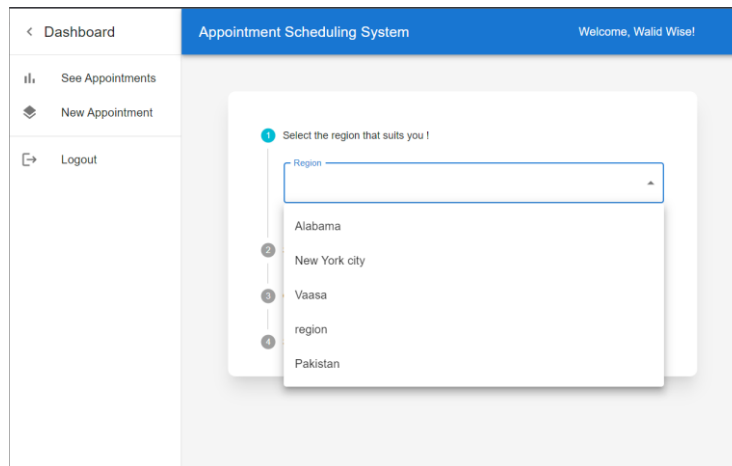 Dashboard
Appointment Scheduling System
Welcome, Walid Wise!
See Appointments
New Appointment
Logout
1
Select the region that suits you !
Region
Alabama
2
New York city
3
Vaasa
region
4
Pakistan